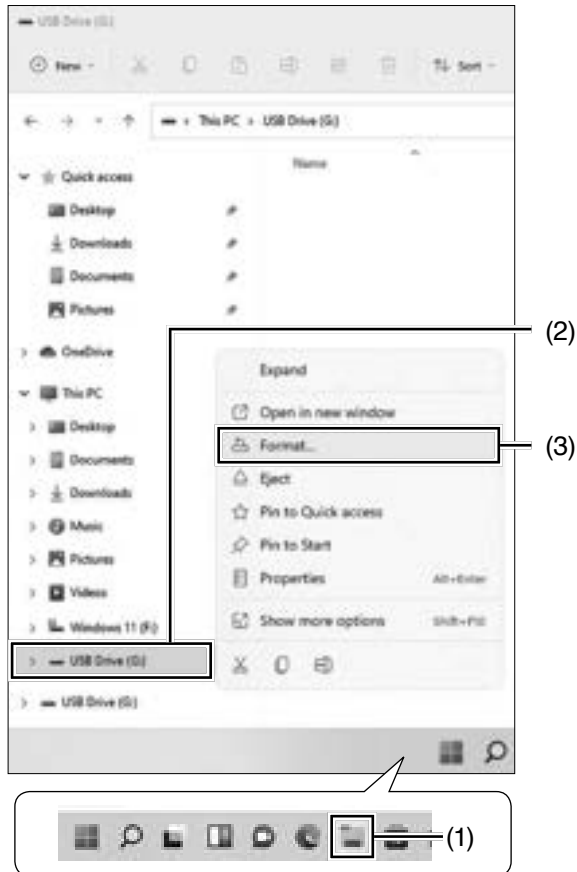 USB Drive (G:)
New
Sort
This PC > USB Drive (G:)
Name
Quick access
Desktop
Downloads
Documents
Pictures
(2)
OneDrive
Expand
This PC
Open in new window
Desktop
Format...
(3)
Documents
Eject
Downloads
Pin to Quick access
Music
Pin to Start
Pictures
Properties Alt+Enter
Videos
Show more options Shift+F10
Windows 11 (F:)
USB Drive (G:)
USB Drive (G:)
(1)